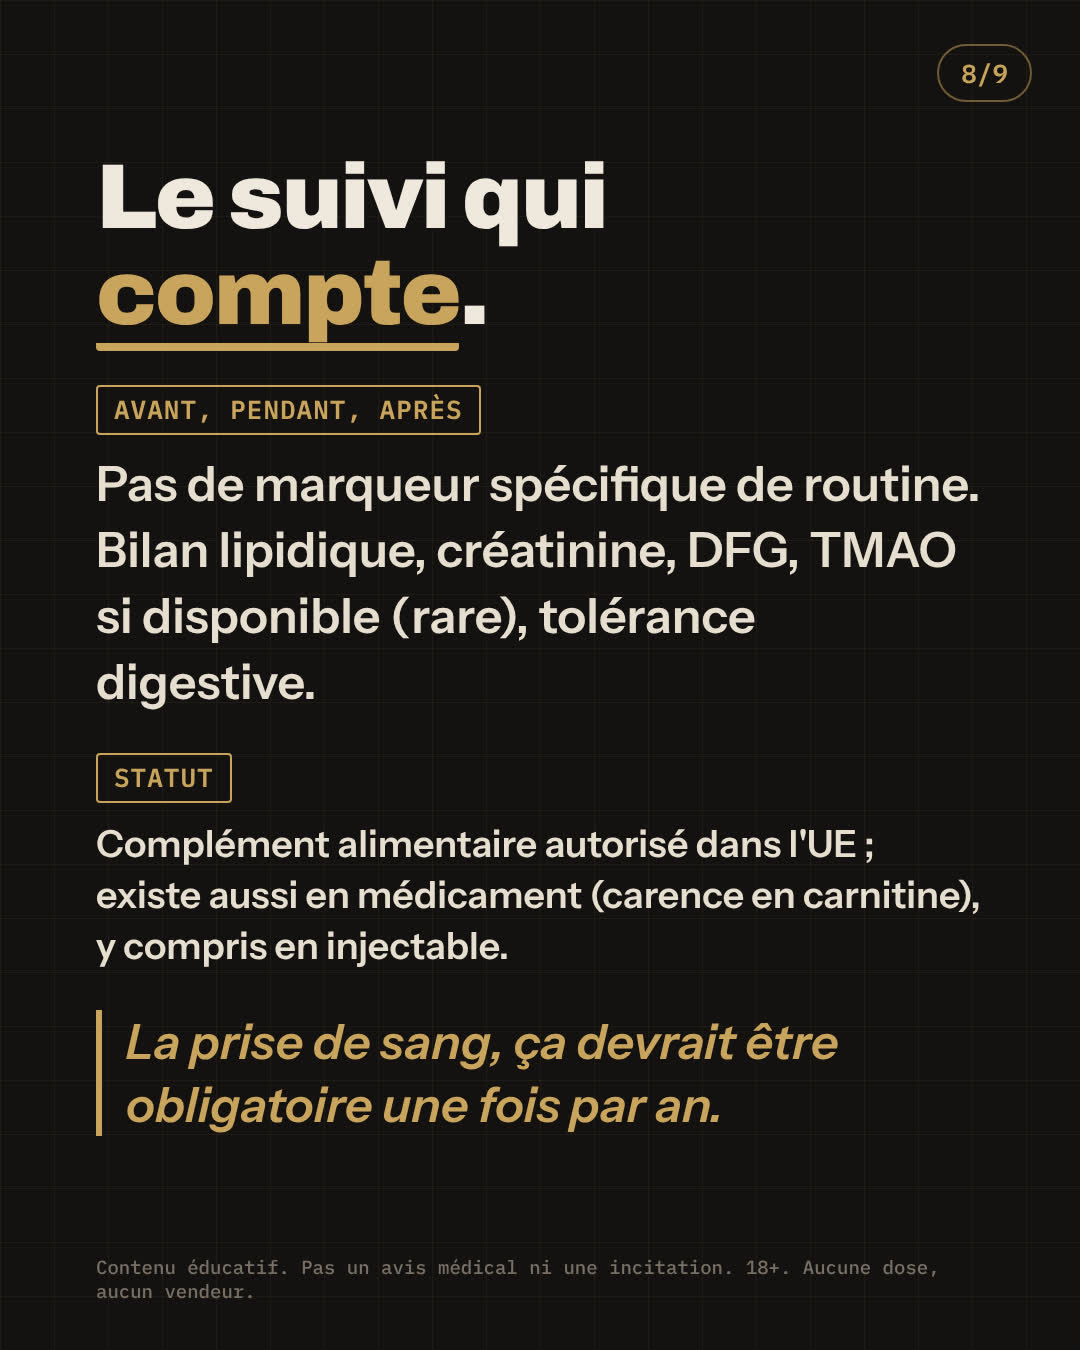 8/9
Le suivi qui
compte.
AVANT, PENDANT, APRÈS
Pas de marqueur spécifique de routine.
Bilan lipidique, créatinine, DFG, TMAO
si disponible (rare), tolérance
digestive.
STATUT
Complément alimentaire autorisé dans l'UE ;
existe aussi en médicament (carence en carnitine),
y compris en injectable.
La prise de sang, ça devrait être
obligatoire une fois par an.
Contenu éducatif. Pas un avis médical ni une incitation. 18+. Aucune dose,
aucun vendeur.